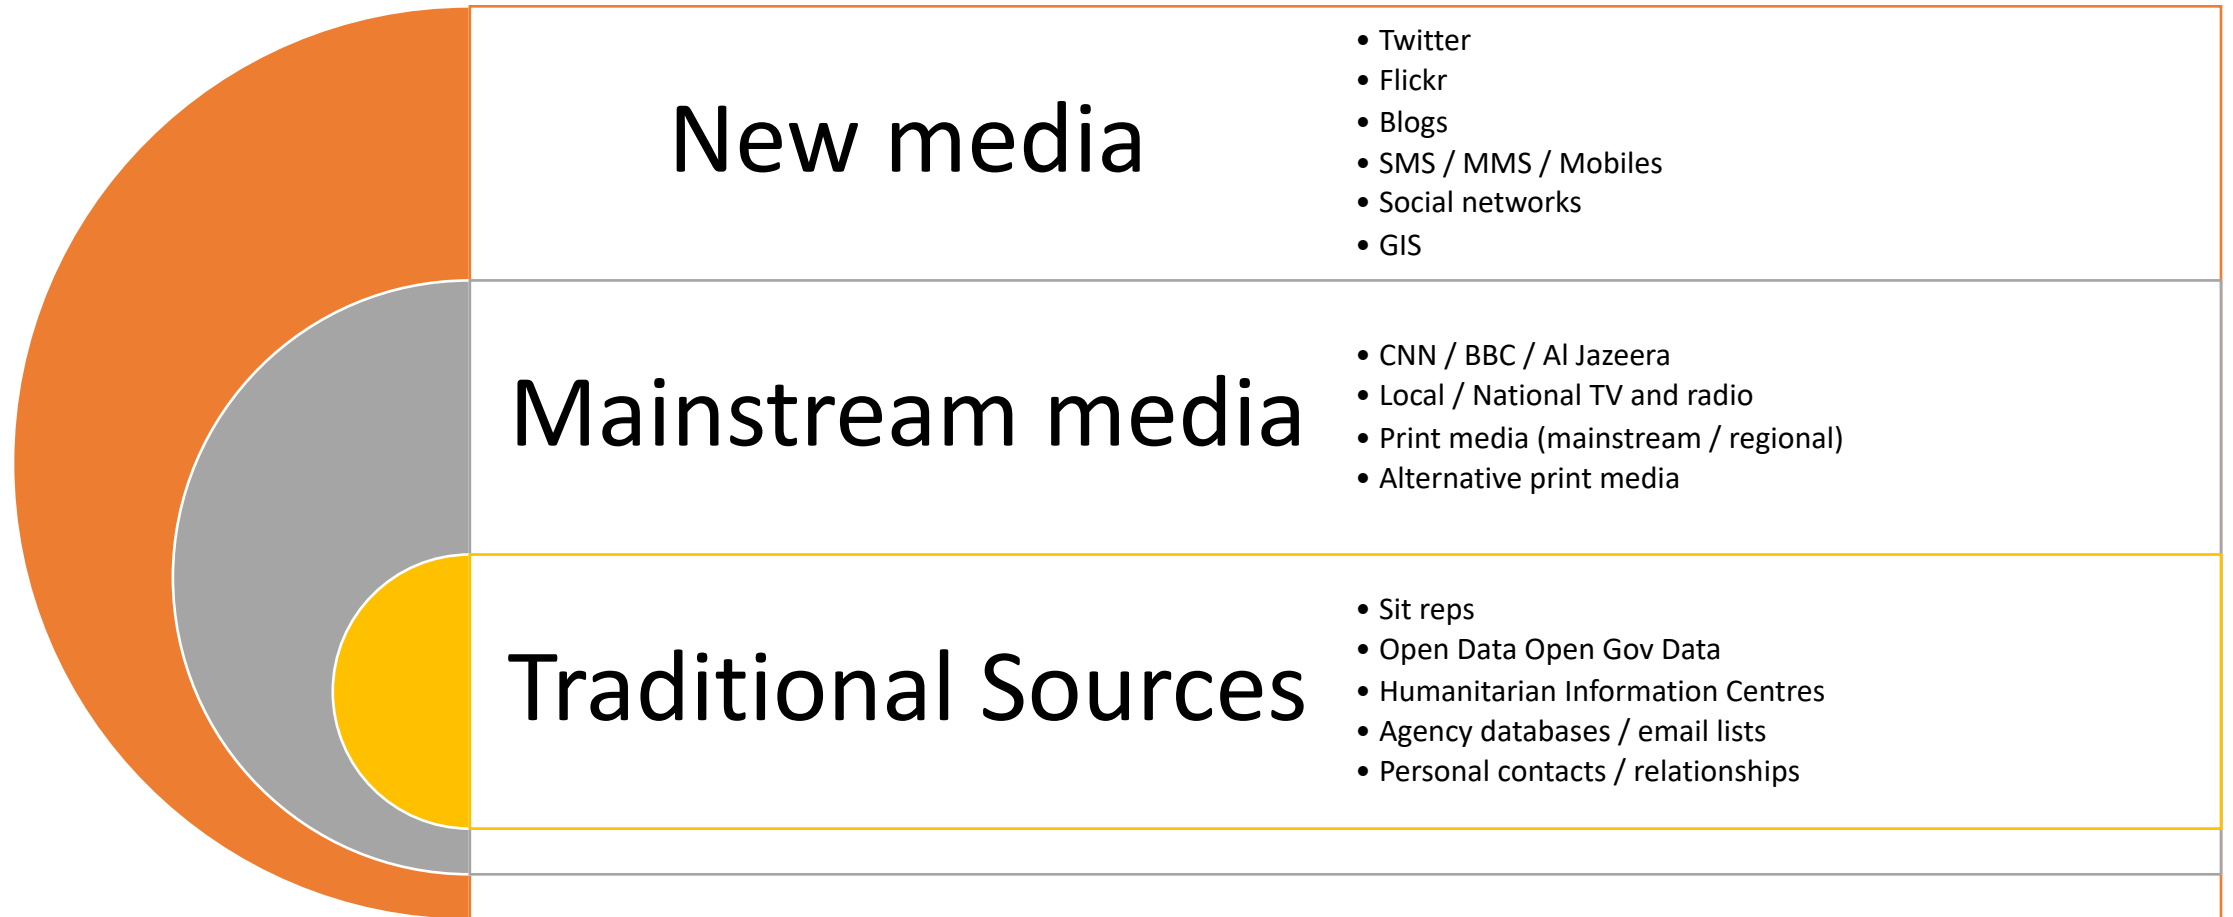 New media
• Twitter
• Flickr
• Blogs
• SMS / MMS / Mobiles
• Social networks
• GIS
Mainstream media
• CNN / BBC / Al Jazeera
• Local / National TV and radio
• Print media (mainstream / regional)
• Alternative print media
Traditional Sources
• Sit reps
• Open Data Open Gov Data
• Humanitarian Information Centres
• Agency databases / email lists
• Personal contacts / relationships